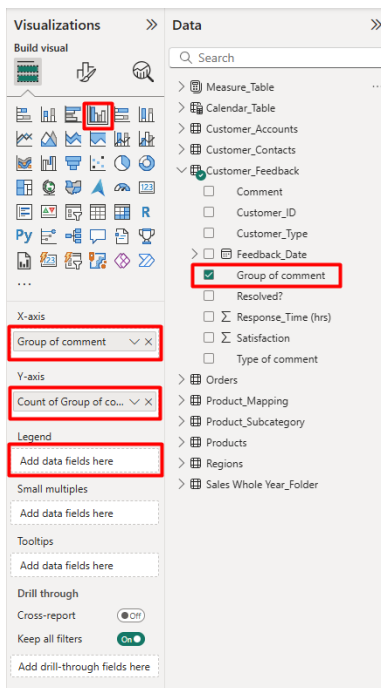 Visualizations
Build visual
123
R
Py
123
...
X-axis
Group of comment
Y-axis
Count of Group of co...
Legend
Add data fields here
Small multiples
Add data fields here
Tooltips
Add data fields here
Drill through
Cross-report
Off
Keep all filters
On
Add drill-through fields here
Data
Search
Measure_Table
...
Calendar_Table
Customer_Accounts
Customer_Contacts
Customer_Feedback
Comment
Customer_ID
Customer_Type
Feedback_Date
Group of comment
Resolved?
Σ Response_Time (hrs)
Σ Satisfaction
Type of comment
Orders
Product_Mapping
Product_Subcategory
Products
Regions
Sales Whole Year_Folder